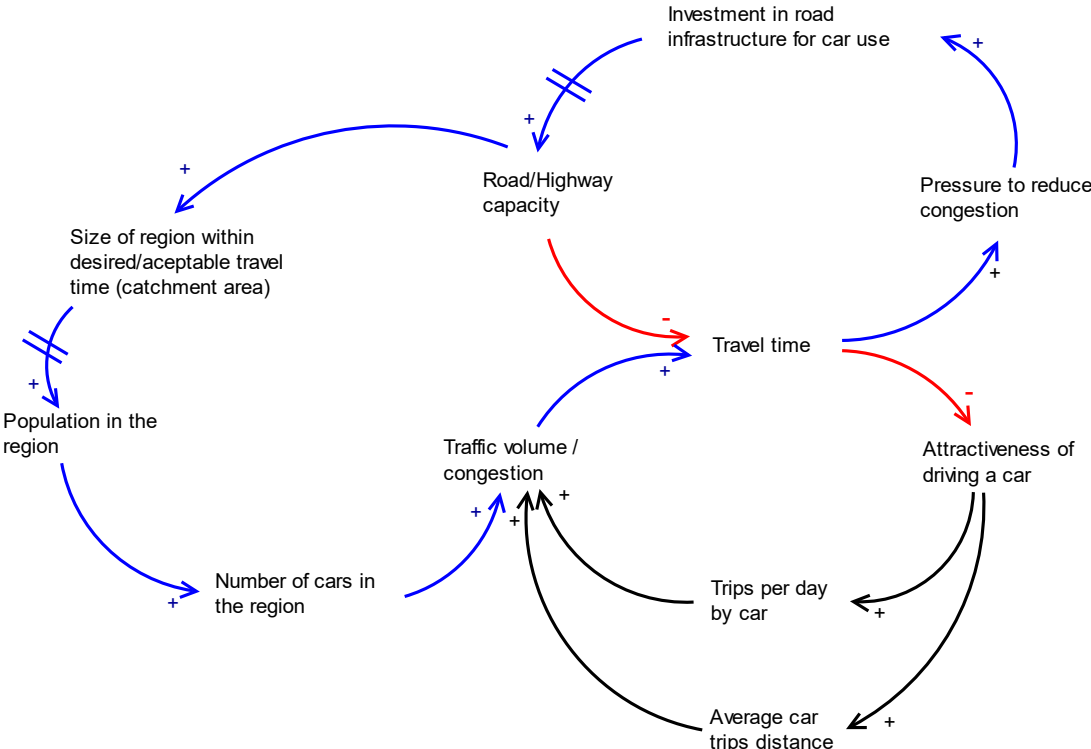 Investment in road
infrastructure for car use
+
+
+
Road/Highway
capacity
Pressure to reduce
congestion
Size of region within
desired/aceptable travel
time (catchment area)
+
-
Travel time
+
+
-
Population in the
region
Traffic volume /
congestion
Attractiveness of
driving a car
+
+
+
Number of cars in
the region
+
Trips per day
by car
+
Average car
trips distance
+